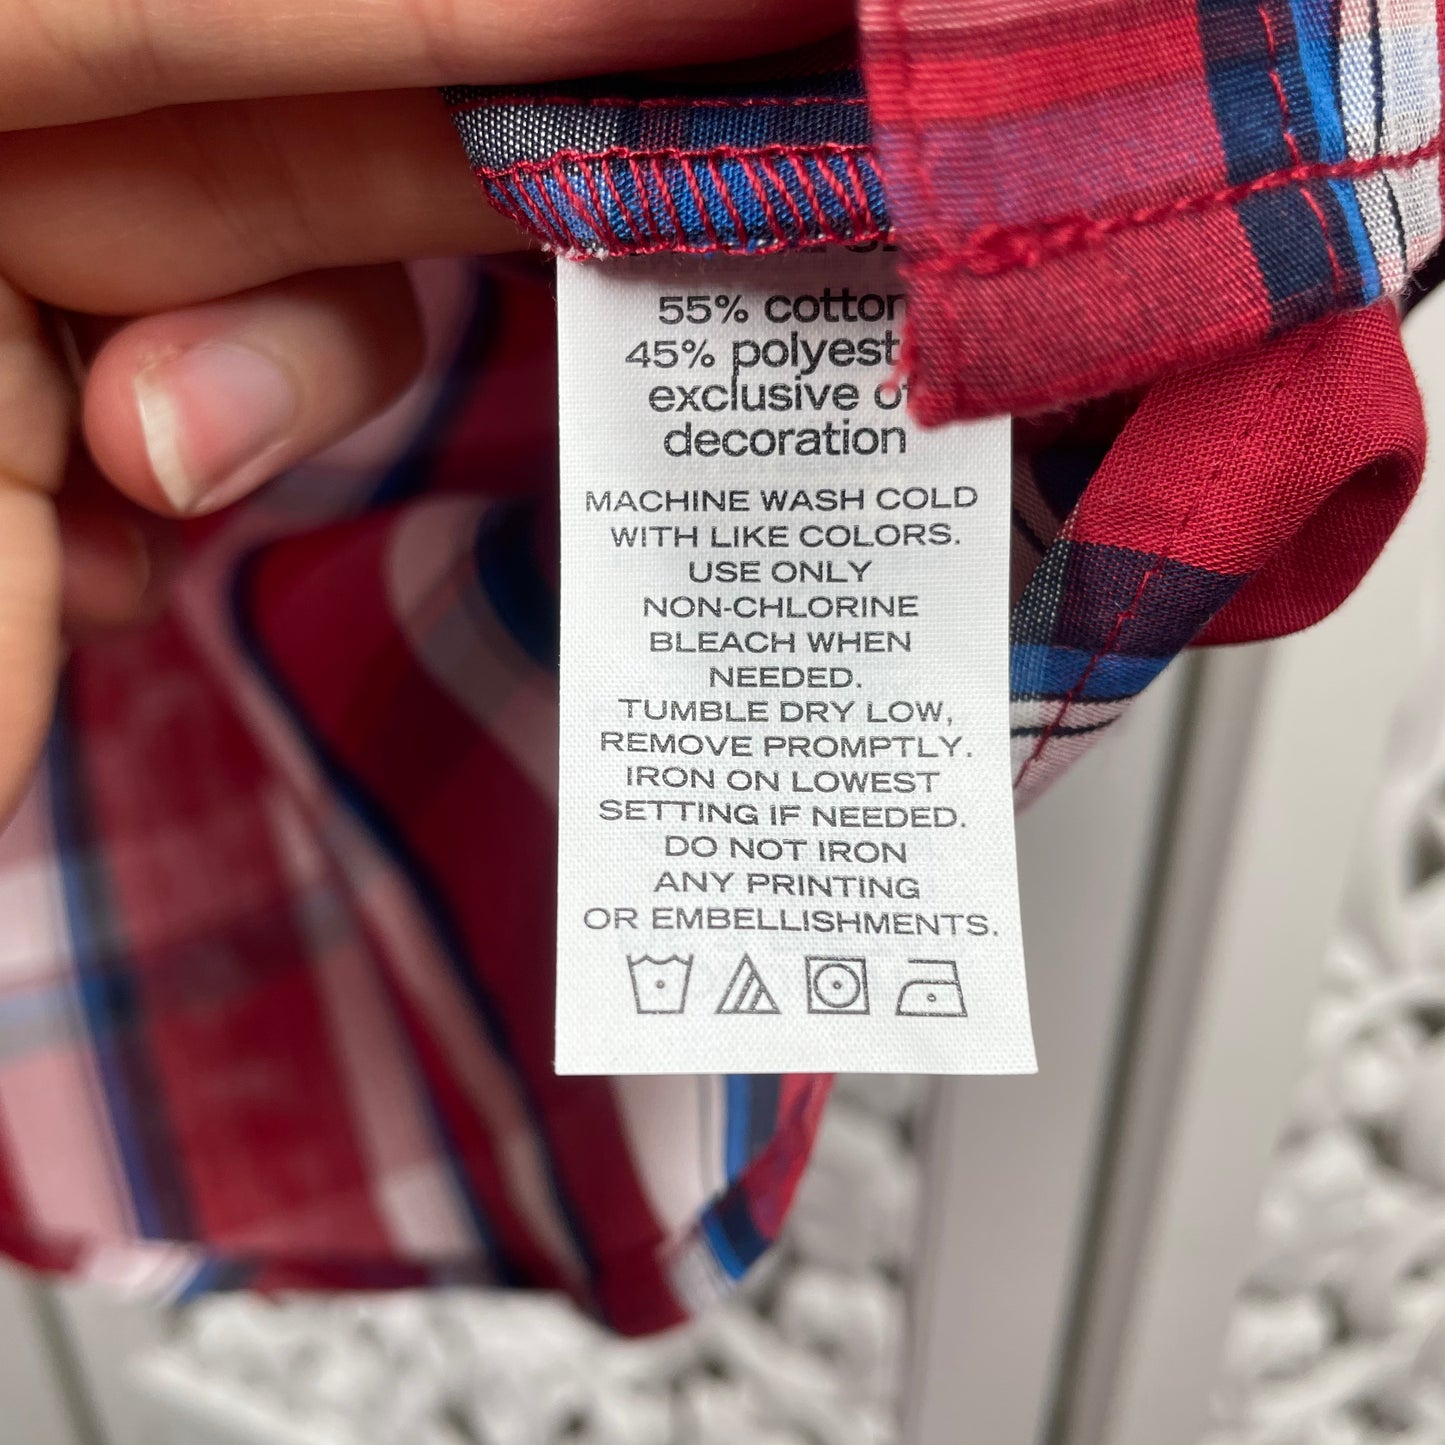 55% cotton
45% polyest
exclusive of
decoration
MACHINE WASH COLD
WITH LIKE COLORS.
USE ONLY
NON-CHLORINE
BLEACH WHEN
NEEDED.
TUMBLE DRY LOW,
REMOVE PROMPTLY.
IRON ON LOWEST
SETTING IF NEEDED.
DO NOT IRON
ANY PRINTING
OR EMBELLISHMENTS.